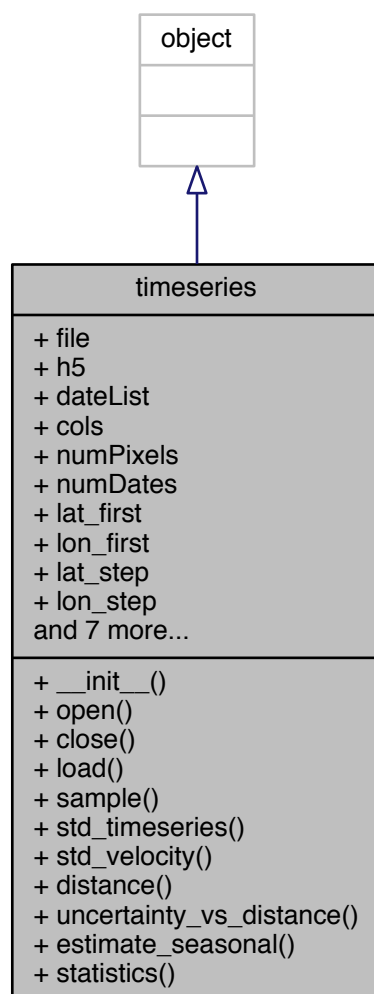 object
timeseries
+ file
+ h5
+ dateList
+ cols
+ numPixels
+ numDates
+ lat_first
+ lon_first
+ lat_step
+ lon_step
and 7 more...
+ __init__()
+ open()
+ close()
+ load()
+ sample()
+ std_timeseries()
+ std_velocity()
+ distance()
+ uncertainty_vs_distance()
+ estimate_seasonal()
+ statistics()